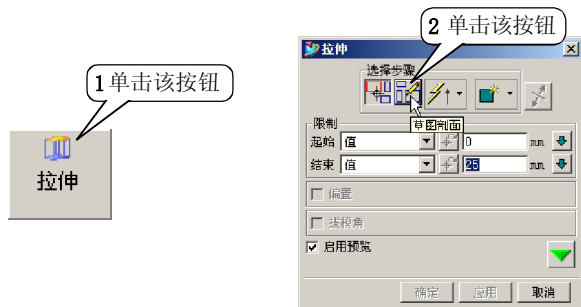 2 单击该按钮
拉伸
选择步骤
1单击该按钮
草图剖面
限制
起始 值 0 mm
结束 值 25 mm
拉伸
偏置
拔模角
启用预览
确定 应用 取消